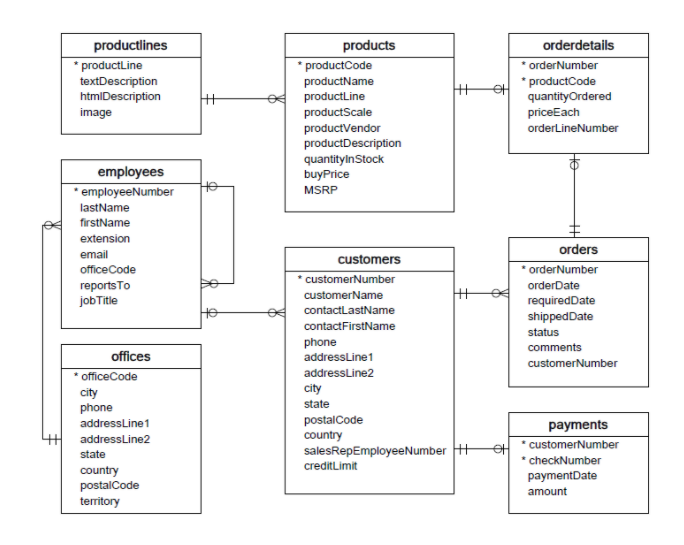 productlines
* productLine
textDescription
htmlDescription
image
products
* productCode
productName
productLine
productScale
productVendor
productDescription
quantityInStock
buyPrice
MSRP
orderdetails
* orderNumber
* productCode
quantityOrdered
priceEach
orderLineNumber
employees
* employeeNumber
lastName
firstName
extension
email
officeCode
reportsTo
jobTitle
customers
* customerNumber
customerName
contactLastName
contactFirstName
phone
addressLine1
addressLine2
city
state
postalCode
country
salesRepEmployeeNumber
creditLimit
orders
* orderNumber
orderDate
requiredDate
shippedDate
status
comments
customerNumber
offices
* officeCode
city
phone
addressLine1
addressLine2
state
country
postalCode
territory
payments
* customerNumber
* checkNumber
paymentDate
amount